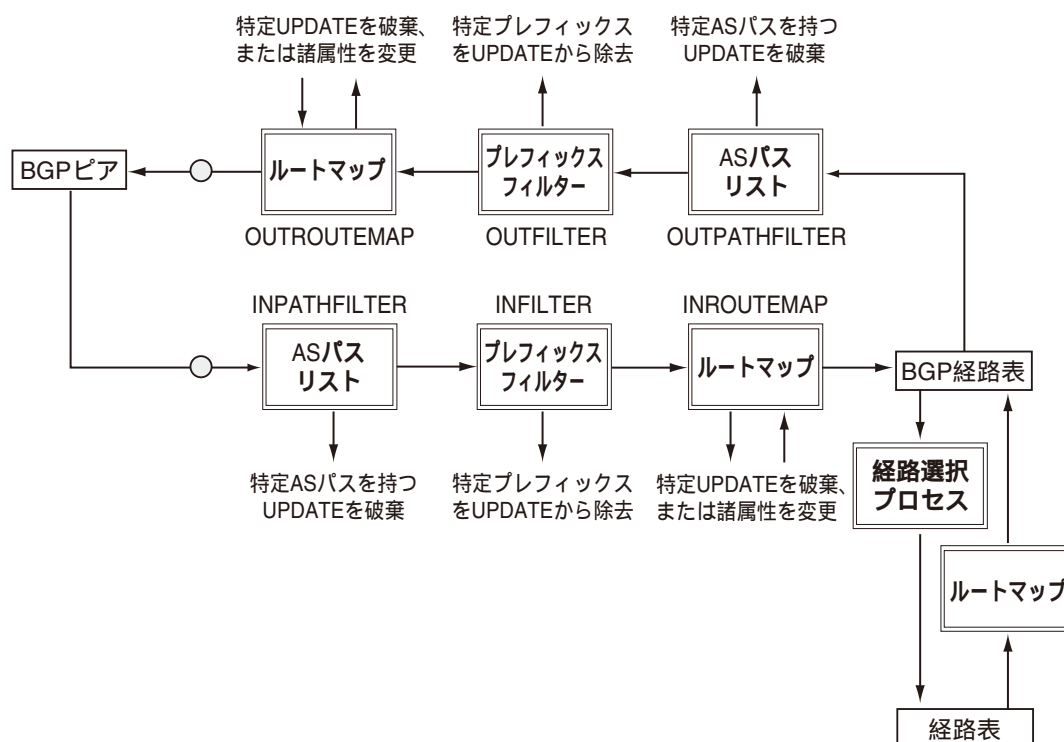 特定UPDATEを破棄、
または諸属性を変更
特定プレフィックス
をUPDATEから除去
特定ASパスを持つ
UPDATEを破棄
BGPピア
ルートマップ
プレフィックス
フィルター
ASパス
リスト
OUTROUTEMAP
OUTFILTER
OUTPATHFILTER
INPATHFILTER
INFILTER
INROUTEMAP
ASパス
リスト
プレフィックス
フィルター
ルートマップ
BGP経路表
特定ASパスを持つ
UPDATEを破棄
特定プレフィックス
をUPDATEから除去
特定UPDATEを破棄、
または諸属性を変更
経路選択
プロセス
ルートマップ
経路表